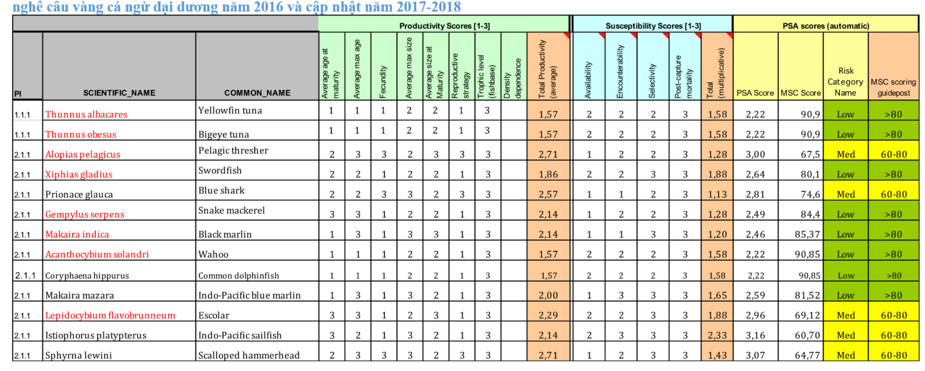 nghề câu vàng cá ngừ đại dương năm 2016 và cập nhật năm 2017-2018
Productivity Scores [1-3] Susceptibility Scores [1-3] PSA scores (automatic)
PI SCIENTIFIC_NAME COMMON_NAME Average age at maturity Average max age Fecundity Average max size Average size at Maturity Reproductive strategy Trophic level (fishbase) Density dependence Total Productivity (average) Availability Encounterability Selectivity Post-capture mortality Total (multiplicative) PSA Score MSC Score Risk Category Name MSC scoring guidepost
1.1.1 Thunnus albacares Yellowfin tuna 1 1 1 2 2 1 3 1,57 2 2 2 3 1,58 2,22 90,9 Low >80
1.1.1 Thunnus obesus Bigeye tuna 1 1 1 2 2 1 3 1,57 2 2 2 3 1,58 2,22 90,9 Low >80
2.1.1 Alopias pelagicus Pelagic thresher 2 3 3 2 3 3 3 2,71 1 2 2 3 1,28 3,00 67,5 Med 60-80
2.1.1 Xiphias gladius Swordfish 2 2 1 2 2 1 3 1,86 2 2 3 3 1,88 2,64 80,1 Low >80
2.1.1 Prionace glauca Blue shark 2 2 3 3 2 3 3 2,57 1 1 2 3 1,13 2,81 74,6 Med 60-80
2.1.1 Gempylus serpens Snake mackerel 3 3 1 2 2 1 3 2,14 1 2 2 3 1,28 2,49 84,4 Low >80
2.1.1 Makaira indica Black marlin 1 3 1 3 3 1 3 2,14 1 1 3 3 1,20 2,46 85,37 Low >80
2.1.1 Acanthocybium solandri Wahoo 1 1 1 2 2 1 3 1,57 2 2 2 3 1,58 2,22 90,85 Low >80
2.1.1 Coryphaena hippurus Common dolphinfish 1 1 1 2 2 1 3 1,57 2 2 2 3 1,58 2,22 90,85 Low >80
2.1.1 Makaira mazara Indo-Pacific blue marlin 1 3 1 3 2 1 3 2,00 1 3 3 3 1,65 2,59 81,52 Low >80
2.1.1 Lepidocybium flavobrunneum Escolar 3 3 1 2 3 1 3 2,29 2 2 3 3 1,88 2,96 69,12 Med 60-80
2.1.1 Istiophorus platypterus Indo-Pacific sailfish 3 2 1 3 2 1 3 2,14 2 3 3 3 2,33 3,16 60,70 Med 60-80
2.1.1 Sphyrna lewini Scalloped hammerhead 2 3 3 3 2 3 3 2,71 1 2 3 3 1,43 3,07 64,77 Med 60-80